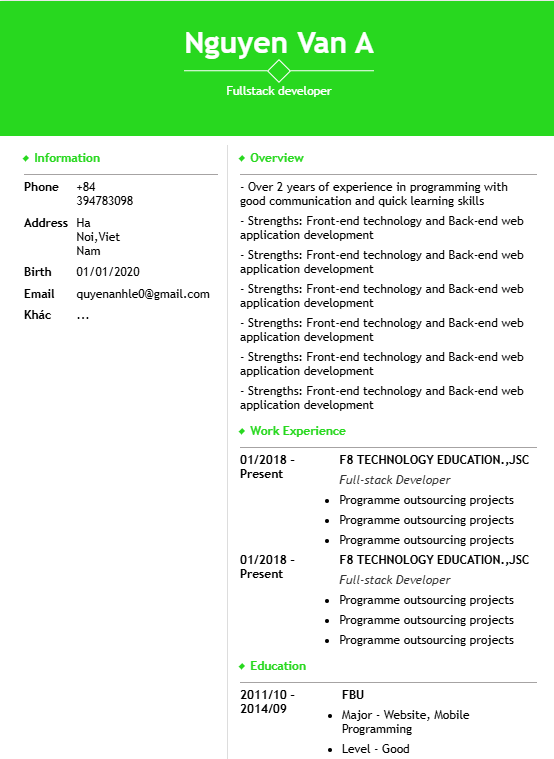 Nguyen Van A
Fullstack developer
Information
Phone +84
394783098
Address Ha
Noi,Viet
Nam
Birth 01/01/2020
Email quyenanhle0@gmail.com
Khác ...
Overview
- Over 2 years of experience in programming with
good communication and quick learning skills
- Strengths: Front-end technology and Back-end web
application development
- Strengths: Front-end technology and Back-end web
application development
- Strengths: Front-end technology and Back-end web
application development
- Strengths: Front-end technology and Back-end web
application development
- Strengths: Front-end technology and Back-end web
application development
- Strengths: Front-end technology and Back-end web
application development
Work Experience
01/2018 – F8 TECHNOLOGY EDUCATION.,JSC
Present
Full-stack Developer
• Programme outsourcing projects
• Programme outsourcing projects
• Programme outsourcing projects
01/2018 – F8 TECHNOLOGY EDUCATION.,JSC
Present
Full-stack Developer
• Programme outsourcing projects
• Programme outsourcing projects
• Programme outsourcing projects
Education
2011/10 – FBU
2014/09
• Major - Website, Mobile
Programming
• Level - Good